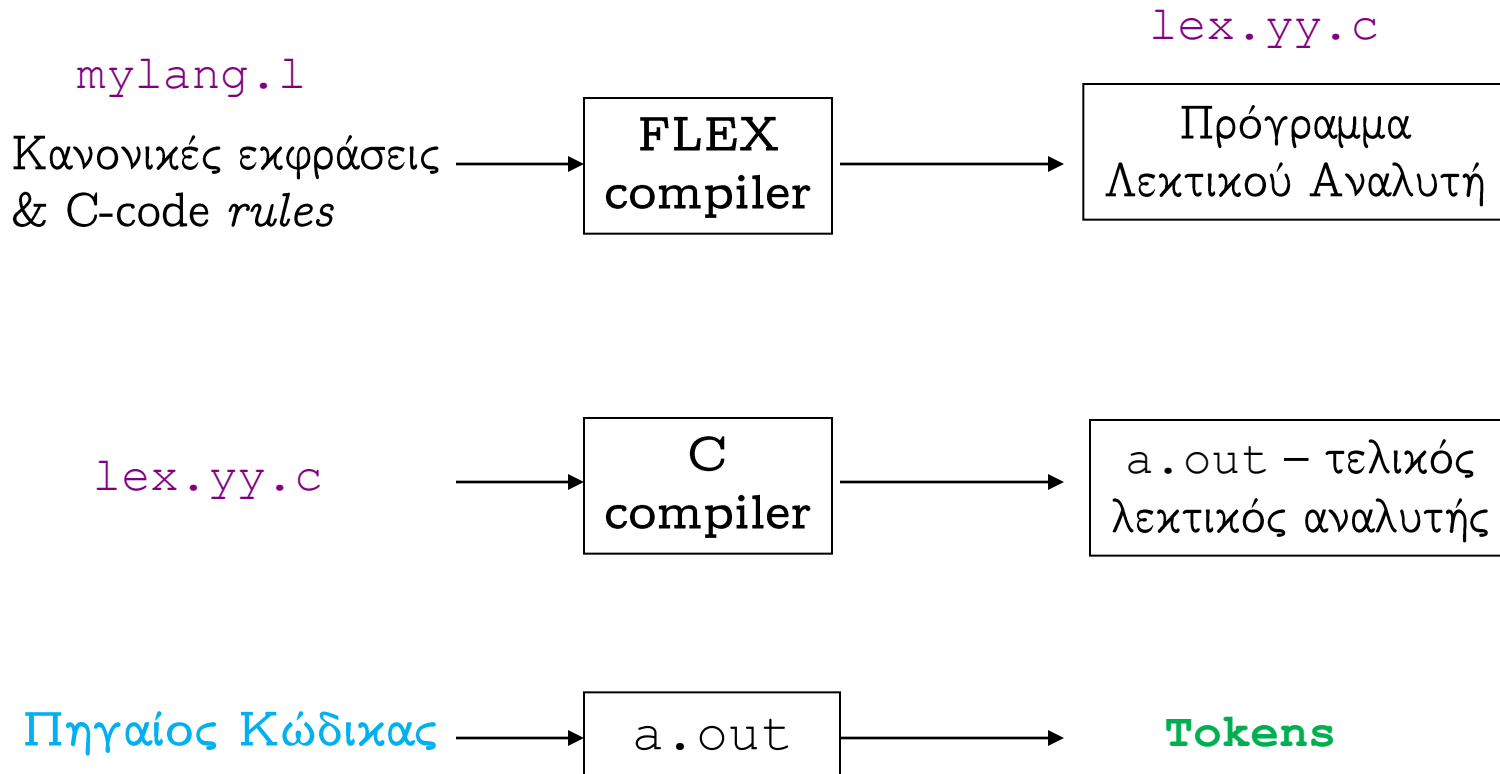 mylang.l
Κανονικές εκφράσεις
& C-code rules
FLEX
compiler
lex.yy.c
Πρόγραμμα
Λεκτικού Αναλυτή
lex.yy.c
C
compiler
a.out – τελικός
λεκτικός αναλυτής
Πηγαίος Κώδικας
a.out
Tokens